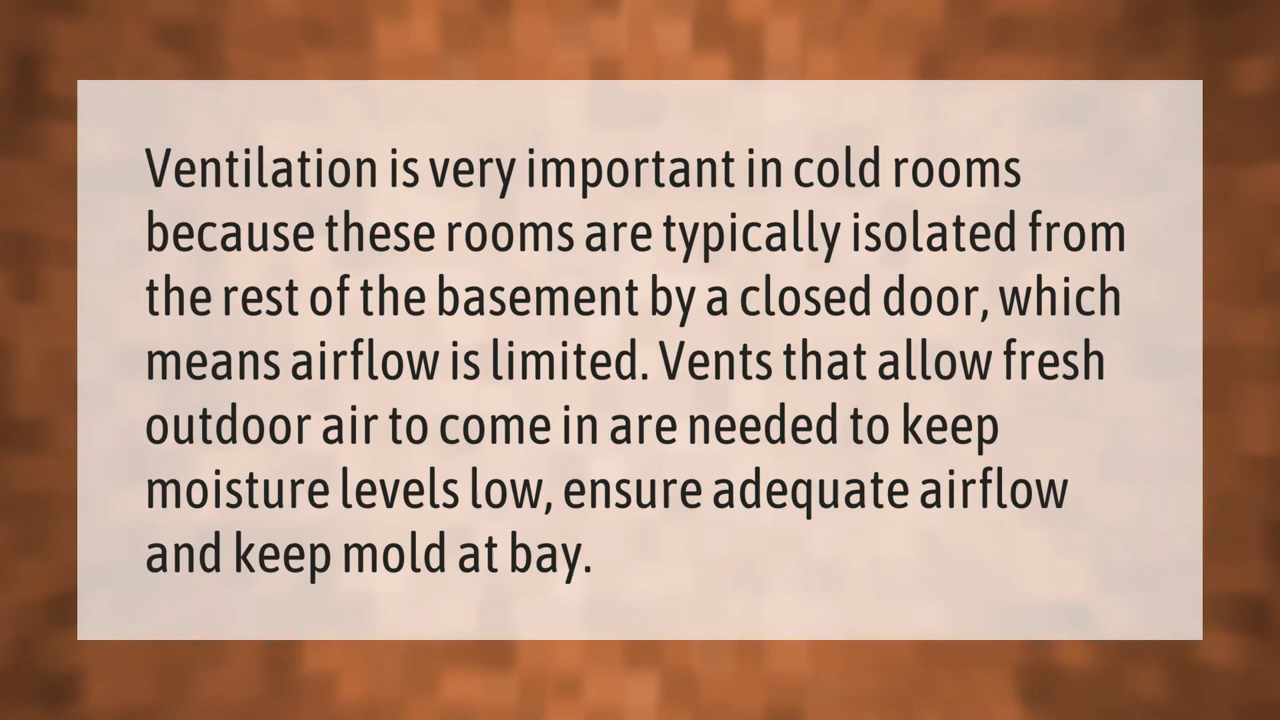 Ventilation is very important in cold rooms
because these rooms are typically isolated from
the rest of the basement by a closed door, which
means airflow is limited. Vents that allow fresh
outdoor air to come in are needed to keep
moisture levels low, ensure adequate airflow
and keep mold at bay.